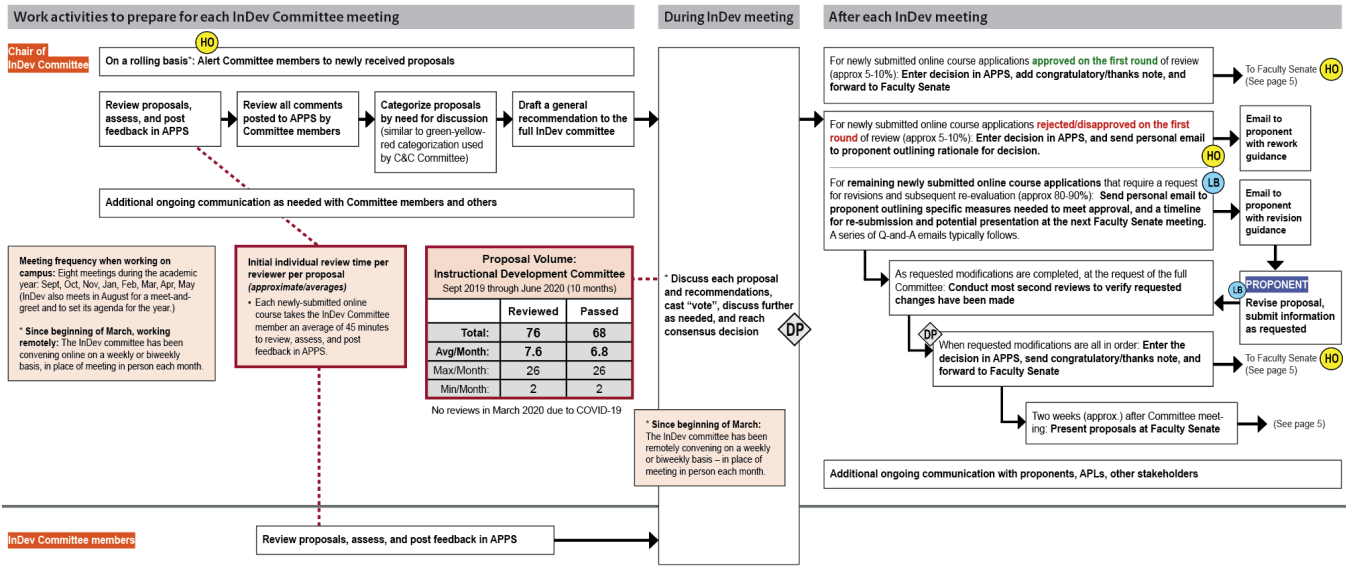 Work activities to prepare for each InDev Committee meeting
During InDev meeting
After each InDev meeting
Chair of
InDev Committee
HO
On a rolling basis*: Alert Committee members to newly received proposals
Review proposals,
assess, and post
feedback in APPS
Review all comments
posted to APPS by
Committee members
Categorize proposals
by need for discussion
(similar to green-yellow-
red categorization used
by C&C Committee)
Draft a general
recommendation to the
full InDev committee
Additional ongoing communication as needed with Committee members and others
Meeting frequency when working on
campus: Eight meetings during the academic
year: Sept, Oct, Nov, Jan, Feb, Mar, Apr, May
(InDev also meets in August for a meet-and-
greet and to set its agenda for the year.)
* Since beginning of March, working
remotely: The InDev committee has been
convening online on a weekly or biweekly
basis, in place of meeting in person each month.
Initial individual review time per
reviewer per proposal
(approximate/averages)
• Each newly-submitted online
course takes the InDev Committee
member an average of 45 minutes
to review, assess, and post
feedback in APPS.
Proposal Volume:
Instructional Development Committee
Sept 2019 through June 2020 (10 months)
Reviewed Passed
Total: 76 68
Avg/Month: 7.6 6.8
Max/Month: 26 26
Min/Month: 2 2
No reviews in March 2020 due to COVID-19
* Discuss each proposal
and recommendations,
cast “vote”, discuss further
as needed, and reach
consensus decision
DP
* Since beginning of March:
The InDev committee has been
remotely convening on a weekly
or biweekly basis – in place of
meeting in person each month.
For newly submitted online course applications approved on the first round of review
(approx 5-10%): Enter decision in APPS, add congratulatory/thanks note, and
forward to Faculty Senate
To Faculty Senate
(See page 5)
HO
For newly submitted online course applications rejected/disapproved on the first
round of review (approx 5-10%): Enter decision in APPS, and send personal email
to proponent outlining rationale for decision.
HO
Email to
proponent
with rework
guidance
LB
For remaining newly submitted online course applications that require a request
for revisions and subsequent re-evaluation (approx 80-90%): Send personal email to
proponent outlining specific measures needed to meet approval, and a timeline
for re-submission and potential presentation at the next Faculty Senate meeting.
A series of Q-and-A emails typically follows.
Email to
proponent
with revision
guidance
As requested modifications are completed, at the request of the full
Committee: Conduct most second reviews to verify requested
changes have been made
LB
PROPONENT
Revise proposal,
submit information
as requested
DP
When requested modifications are all in order: Enter the
decision in APPS, send congratulatory/thanks note, and
forward to Faculty Senate
To Faculty Senate
(See page 5)
HO
Two weeks (approx.) after Committee meet-
ing: Present proposals at Faculty Senate
(See page 5)
Additional ongoing communication with proponents, APLs, other stakeholders
InDev Committee members
Review proposals, assess, and post feedback in APPS